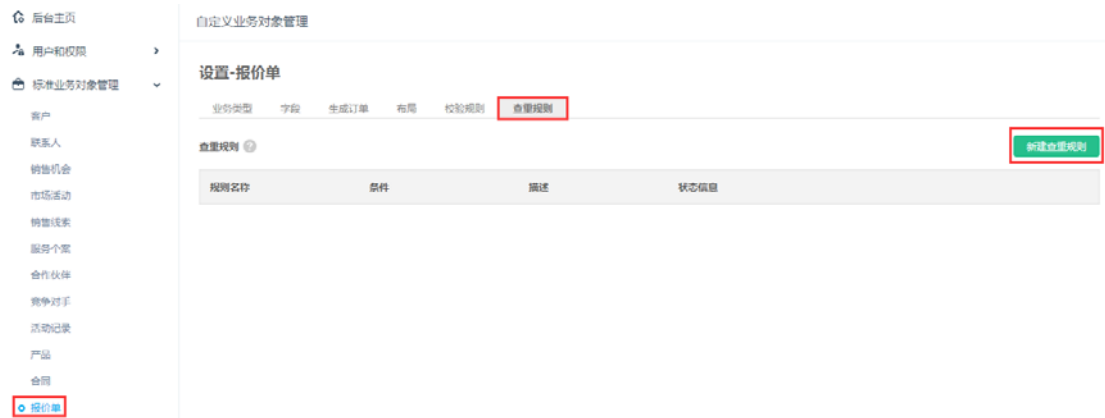 后台主页
用户和权限
标准业务对象管理
客户
联系人
销售机会
市场活动
销售线索
服务个案
合作伙伴
竞争对手
活动记录
产品
合同
报价单
自定义业务对象管理
设置-报价单
业务类型 字段 生成订单 布局 校验规则 查重规则
查重规则 ?
新建查重规则
规则名称 条件 描述 状态信息